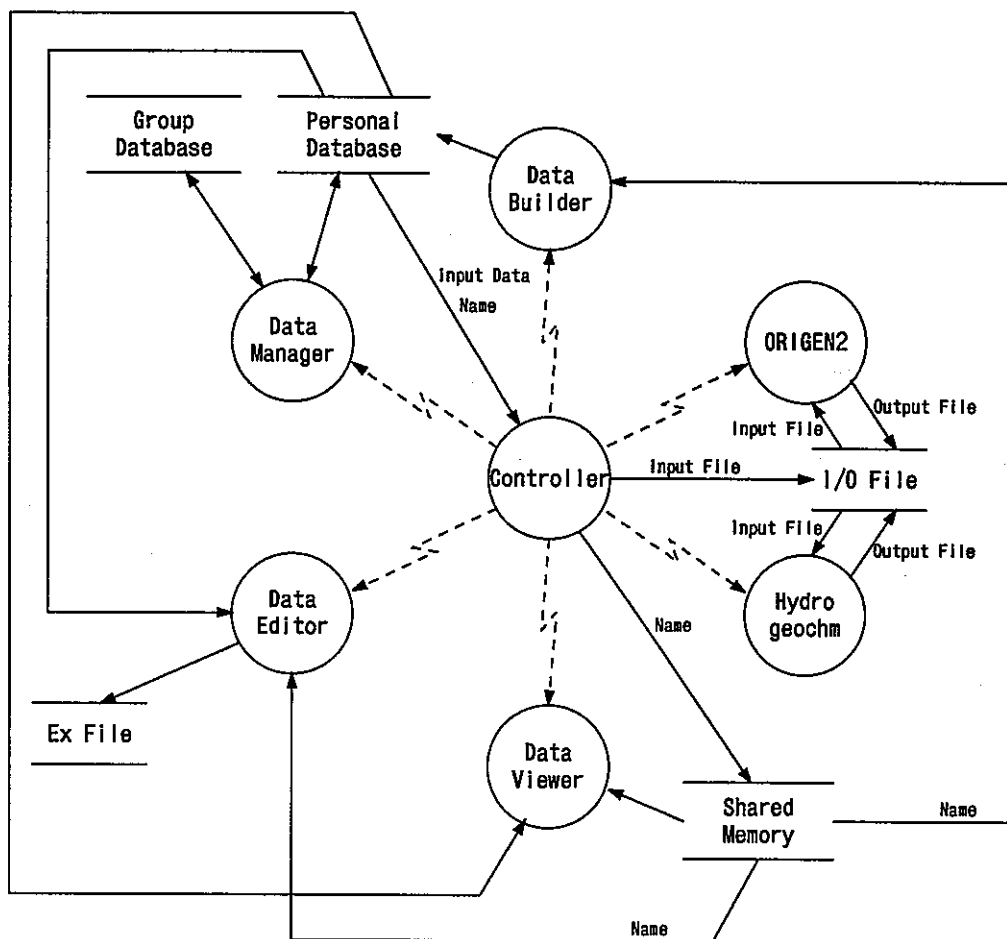 Group
Database
Personal
Database
Data
Builder
Input Data
Name
Data
Manager
ORIGEN2
Output File
Input File
Controller
Input File
I/O File
Input File
Output File
Data
Editor
Name
Hydro
geochm
Ex File
Data
Viewer
Shared
Memory
Name
Name